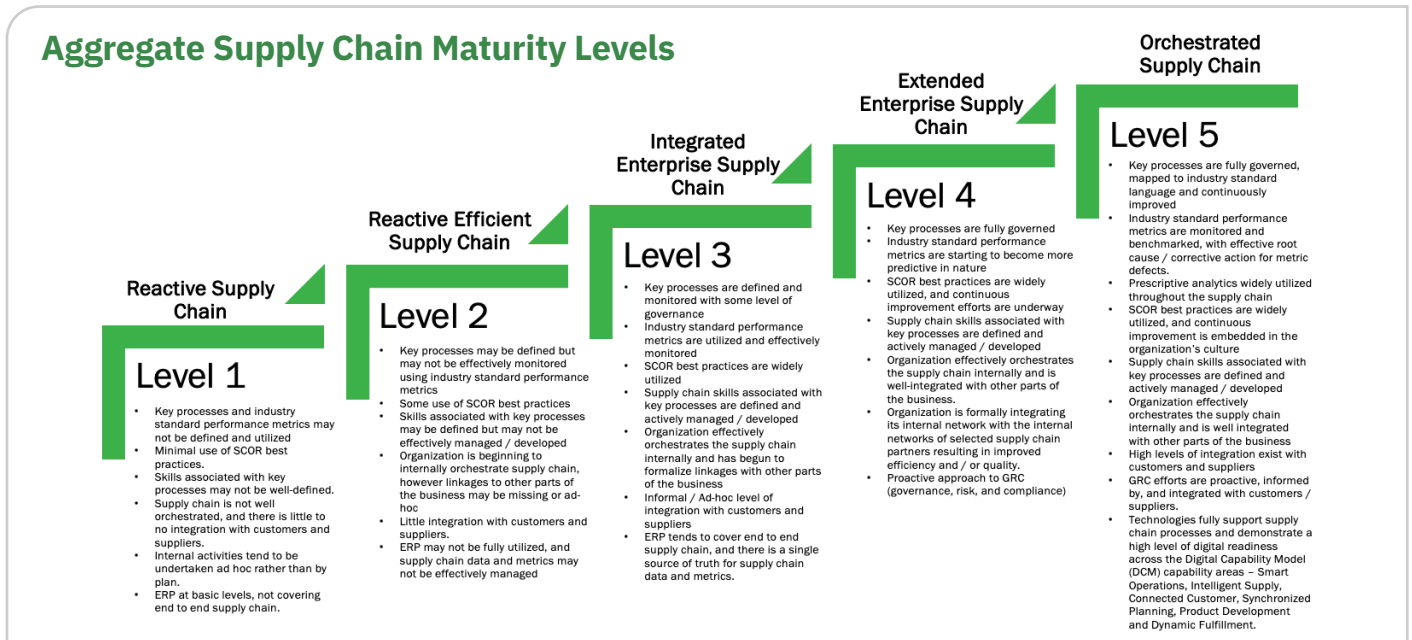 Aggregate Supply Chain Maturity Levels
Reactive Supply
Chain
Level 1
• Key processes and industry
standard performance metrics may
not be defined and utilized
• Minimal use of SCOR best
practices.
• Skills associated with key
processes may not be well-defined.
• Supply chain is not well
orchestrated, and there is little to
no integration with customers and
suppliers.
• Internal activities tend to be
undertaken ad hoc rather than by
plan.
• ERP at basic levels, not covering
end to end supply chain.
Reactive Efficient
Supply Chain
Level 2
• Key processes may be defined but
may not be effectively monitored
using industry standard performance
metrics
• Some use of SCOR best practices
• Skills associated with key processes
may be defined but may not be
effectively managed / developed
• Organization is beginning to
internally orchestrate supply chain,
however linkages to other parts of
the business may be missing or ad-
hoc
• Little integration with customers and
suppliers.
• ERP may not be fully utilized, and
supply chain data and metrics may
not be effectively managed
Integrated
Enterprise Supply
Chain
Level 3
• Key processes are defined and
monitored with some level of
governance
• Industry standard performance
metrics are utilized and effectively
monitored
• SCOR best practices are widely
utilized
• Supply chain skills associated with
key processes are defined and
actively managed / developed
• Organization effectively
orchestrates the supply chain
internally and has begun to
formalize linkages with other parts
of the business
• Informal / Ad-hoc level of
integration with customers and
suppliers
• ERP tends to cover end to end
supply chain, and there is a single
source of truth for supply chain
data and metrics.
Extended
Enterprise Supply
Chain
Level 4
• Key processes are fully governed
• Industry standard performance
metrics are starting to become more
predictive in nature
• SCOR best practices are widely
utilized, and continuous
improvement efforts are underway
• Supply chain skills associated with
key processes are defined and
actively managed / developed
• Organization effectively orchestrates
the supply chain internally and is
well-integrated with other parts of
the business.
• Organization is formally integrating
its internal network with the internal
networks of selected supply chain
partners resulting in improved
efficiency and / or quality.
• Proactive approach to GRC
(governance, risk, and compliance)
Orchestrated
Supply Chain
Level 5
• Key processes are fully governed,
mapped to industry standard
language and continuously
improved
• Industry standard performance
metrics are monitored and
benchmarked, with effective root
cause / corrective action for metric
defects.
• Prescriptive analytics widely utilized
throughout the supply chain
• SCOR best practices are widely
utilized, and continuous
improvement is embedded in the
organization's culture
• Supply chain skills associated with
key processes are defined and
actively managed / developed
• Organization effectively
orchestrates the supply chain
internally and is well integrated
with other parts of the business
• High levels of integration exist with
customers and suppliers
• GRC efforts are proactive, informed
by, and integrated with customers /
suppliers.
• Technologies fully support supply
chain processes and demonstrate a
high level of digital readiness
across the Digital Capability Model
(DCM) capability areas – Smart
Operations, Intelligent Supply,
Connected Customer, Synchronized
Planning, Product Development
and Dynamic Fulfillment.